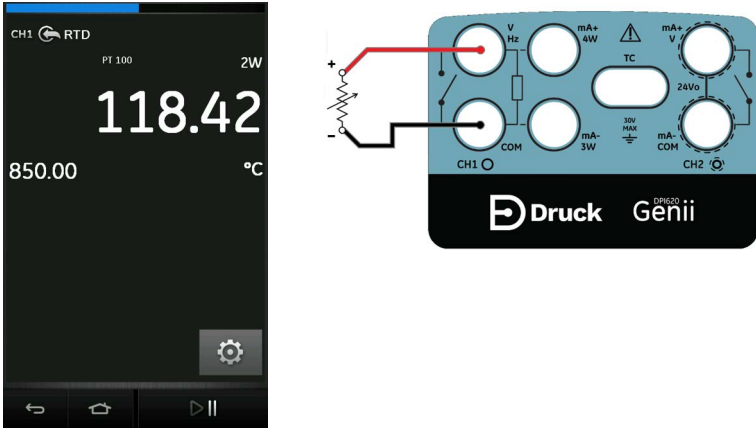 CH1 RTD
PT 100
2W
118.42
850.00 °C
+
-
V
Hz
mA+
4W
mA+
V
TC
24Vo
30V
MAX
COM
mA-
3W
mA-
COM
CH1
CH2
Druck
DPI620
Genii